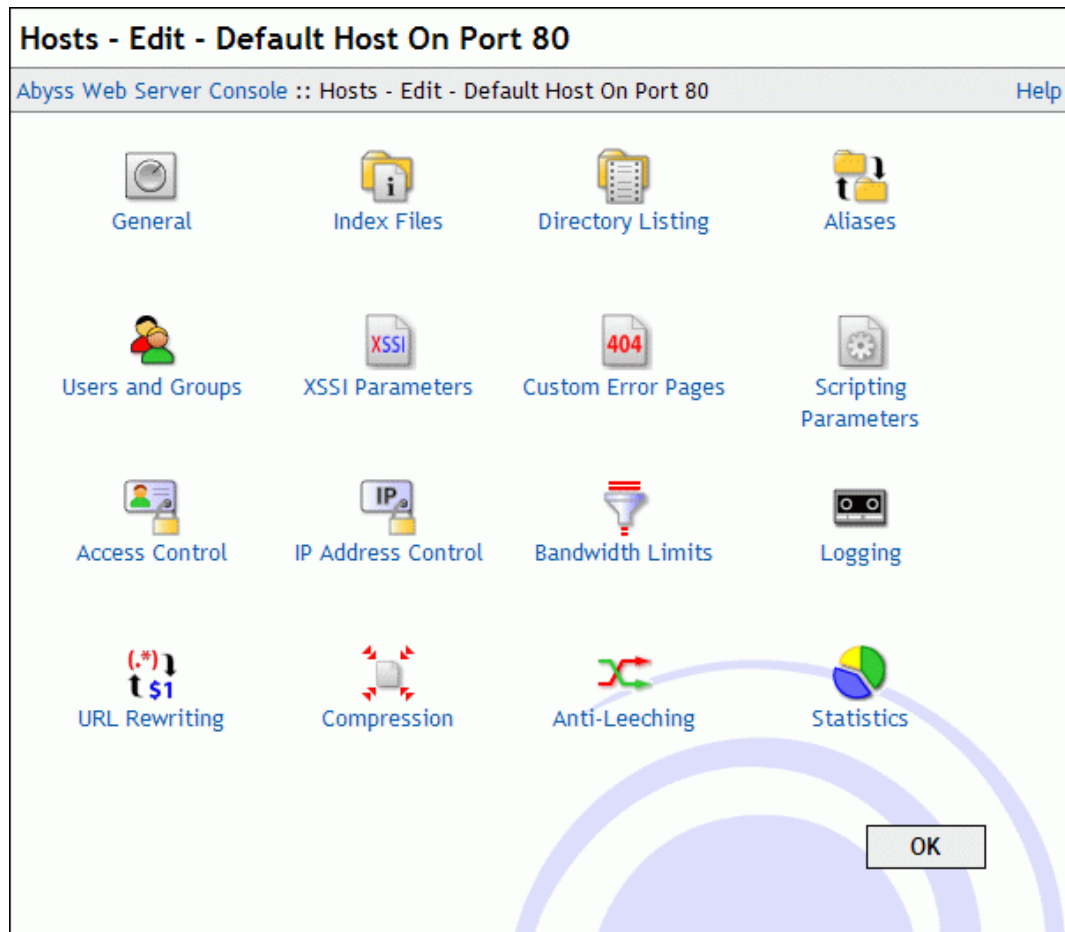 Hosts - Edit - Default Host On Port 80
Abyss Web Server Console :: Hosts - Edit - Default Host On Port 80 Help
i
General Index Files Directory Listing Aliases
XSSI 404
Users and Groups XSSI Parameters Custom Error Pages Scripting
Parameters
IP
Access Control IP Address Control Bandwidth Limits Logging
(.*)
$1
URL Rewriting Compression Anti-Leeching Statistics
OK